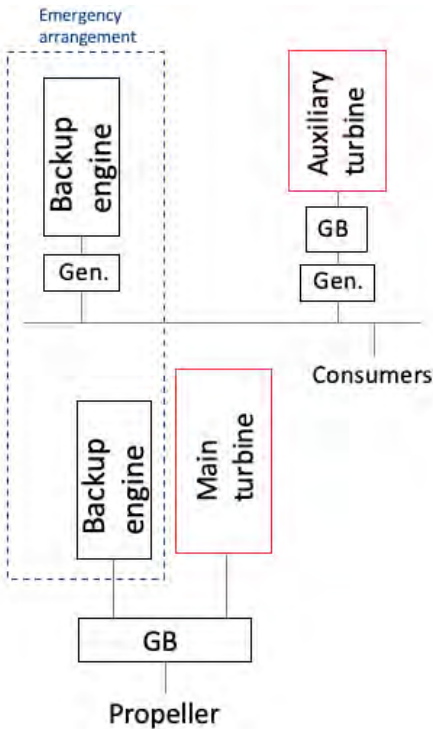 Emergency
arrangement
Backup
engine
Auxiliary
turbine
GB
Gen.
Gen.
Consumers
Backup
engine
Main
turbine
GB
Propeller